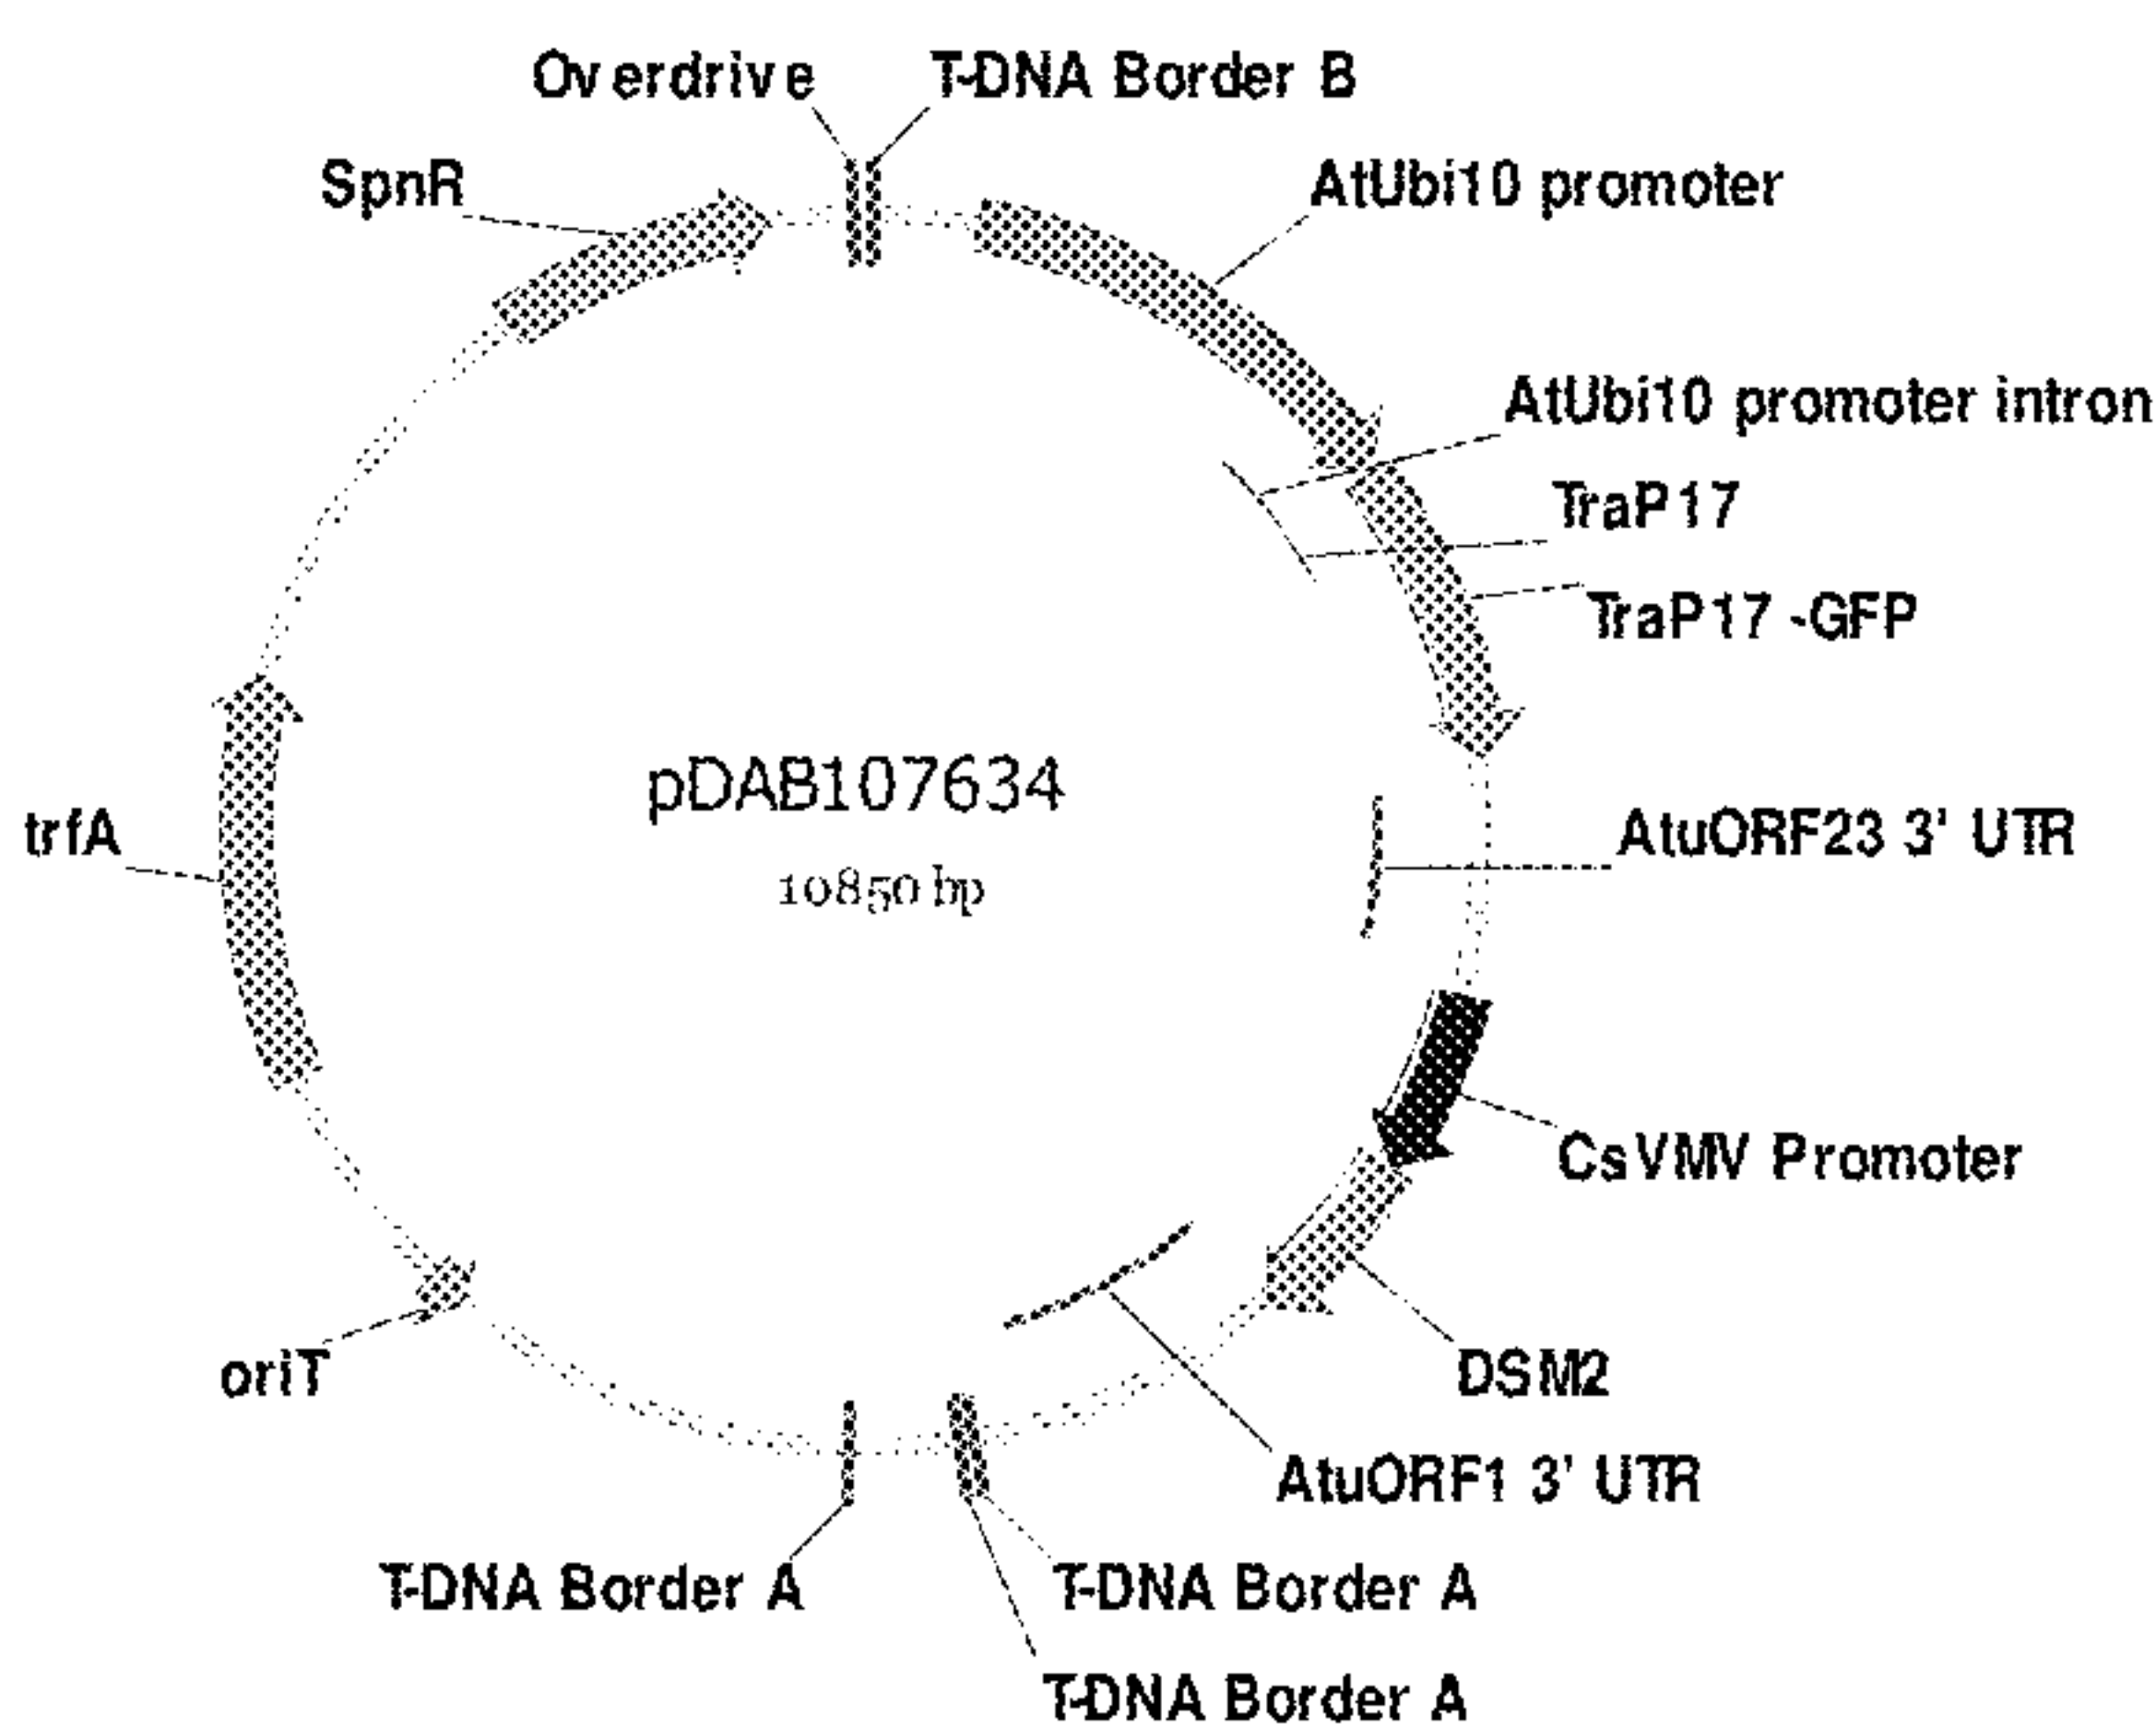 Overdrive
T-DNA Border B
SpnR
AtUbi10 promoter
AtUbi10 promoter intron
TraP17
TraP17 -GFP
pDAB107634
10850 bp
trfA
AtuORF23 3' UTR
CsVMV Promoter
oriT
DSM2
AtuORF1 3' UTR
T-DNA Border A
T-DNA Border A
T-DNA Border A